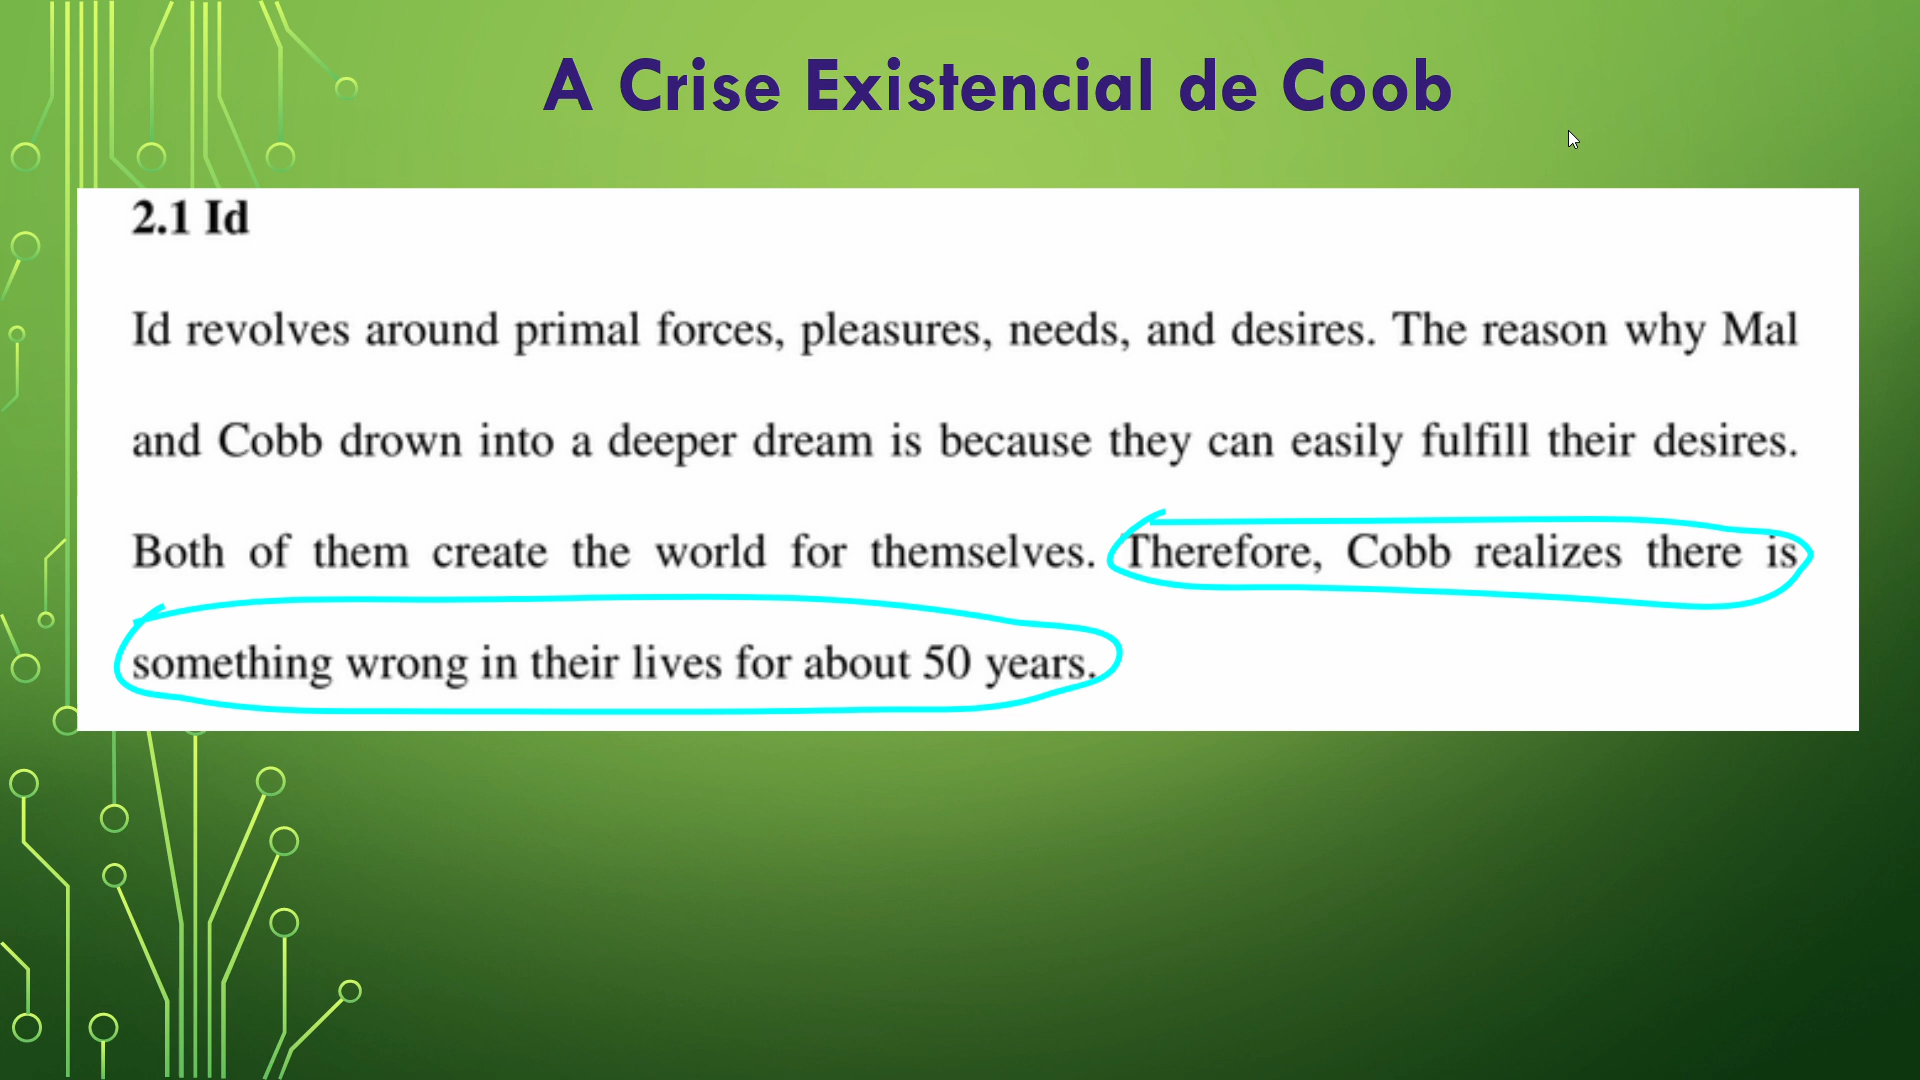 A Crise Existencial de Coob
2.1 Id
Id revolves around primal forces, pleasures, needs, and desires. The reason why Mal
and Cobb drown into a deeper dream is because they can easily fulfill their desires.
Both of them create the world for themselves. Therefore, Cobb realizes there is
something wrong in their lives for about 50 years.